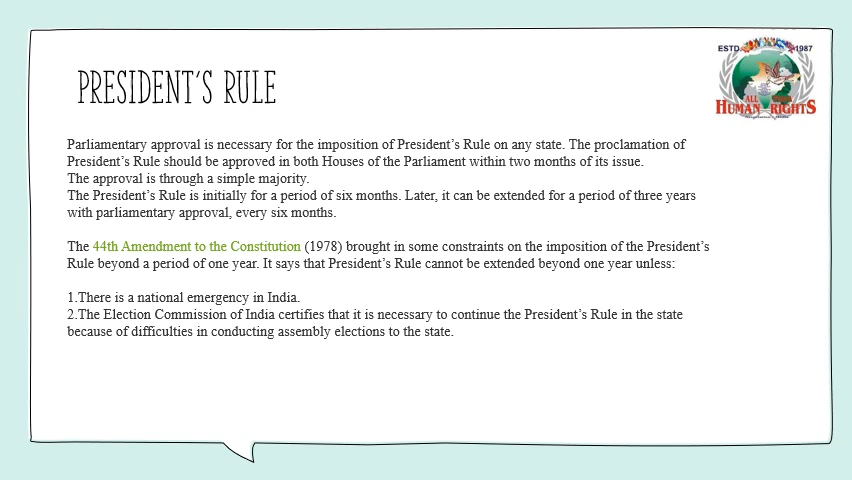 ESTD 1987
ALL
HUMAN RIGHTS
PRESIDENT'S RULE
Parliamentary approval is necessary for the imposition of President's Rule on any state. The proclamation of
President's Rule should be approved in both Houses of the Parliament within two months of its issue.
The approval is through a simple majority.
The President's Rule is initially for a period of six months. Later, it can be extended for a period of three years
with parliamentary approval, every six months.
The 44th Amendment to the Constitution (1978) brought in some constraints on the imposition of the President's
Rule beyond a period of one year. It says that President's Rule cannot be extended beyond one year unless:
1.There is a national emergency in India.
2.The Election Commission of India certifies that it is necessary to continue the President's Rule in the state
because of difficulties in conducting assembly elections to the state.